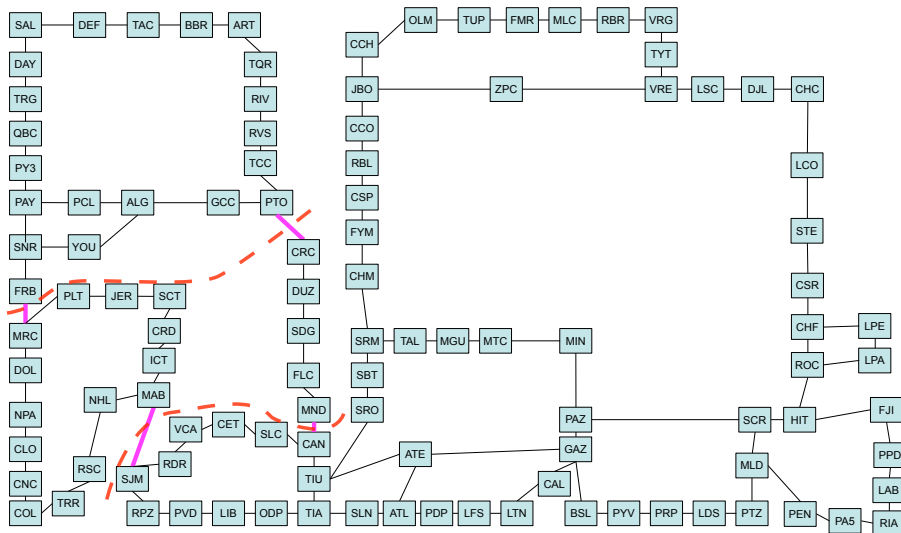 SAL DEF TAC BBR ART
OLM TUP FMR MLC RBR VRG
CCH
DAY TQR TYT
TRG RIV JBO ZPC VRE LSC DJL CHC
QBC RVS CCO
PY3 TCC RBL LCO
PAY PCL ALG GCC PTO CSP
SNR YOU CRC FYM STE
FRB PLT JER SCT DUZ CHM CSR
MRC CRD SDG SRM TAL MGU MTC MIN CHF LPE
DOL ICT FLC SBT ROC LPA
NHL MAB
NPA MND SRO PAZ SCR HIT FJI
VCA CET SLC CAN
CLO ATE GAZ
RSC RDR MLD PPD
CNC SJM TIU CAL LAB
TRR
COL RPZ PVD LIB ODP TIA SLN ATL PDP LFS LTN BSL PYV PRP LDS PTZ PEN PA5 RIA